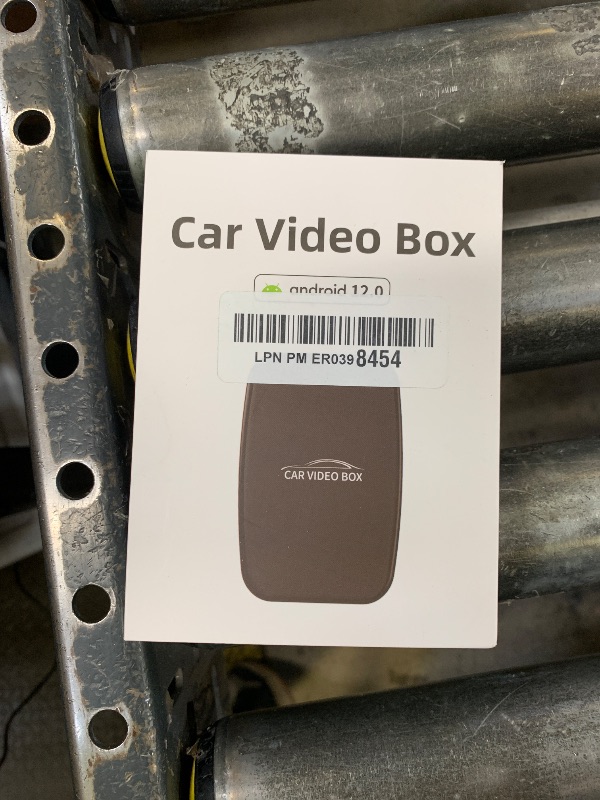 Car Video Box
android 12.0
LPN PM ER0398454
CAR VIDEO BOX